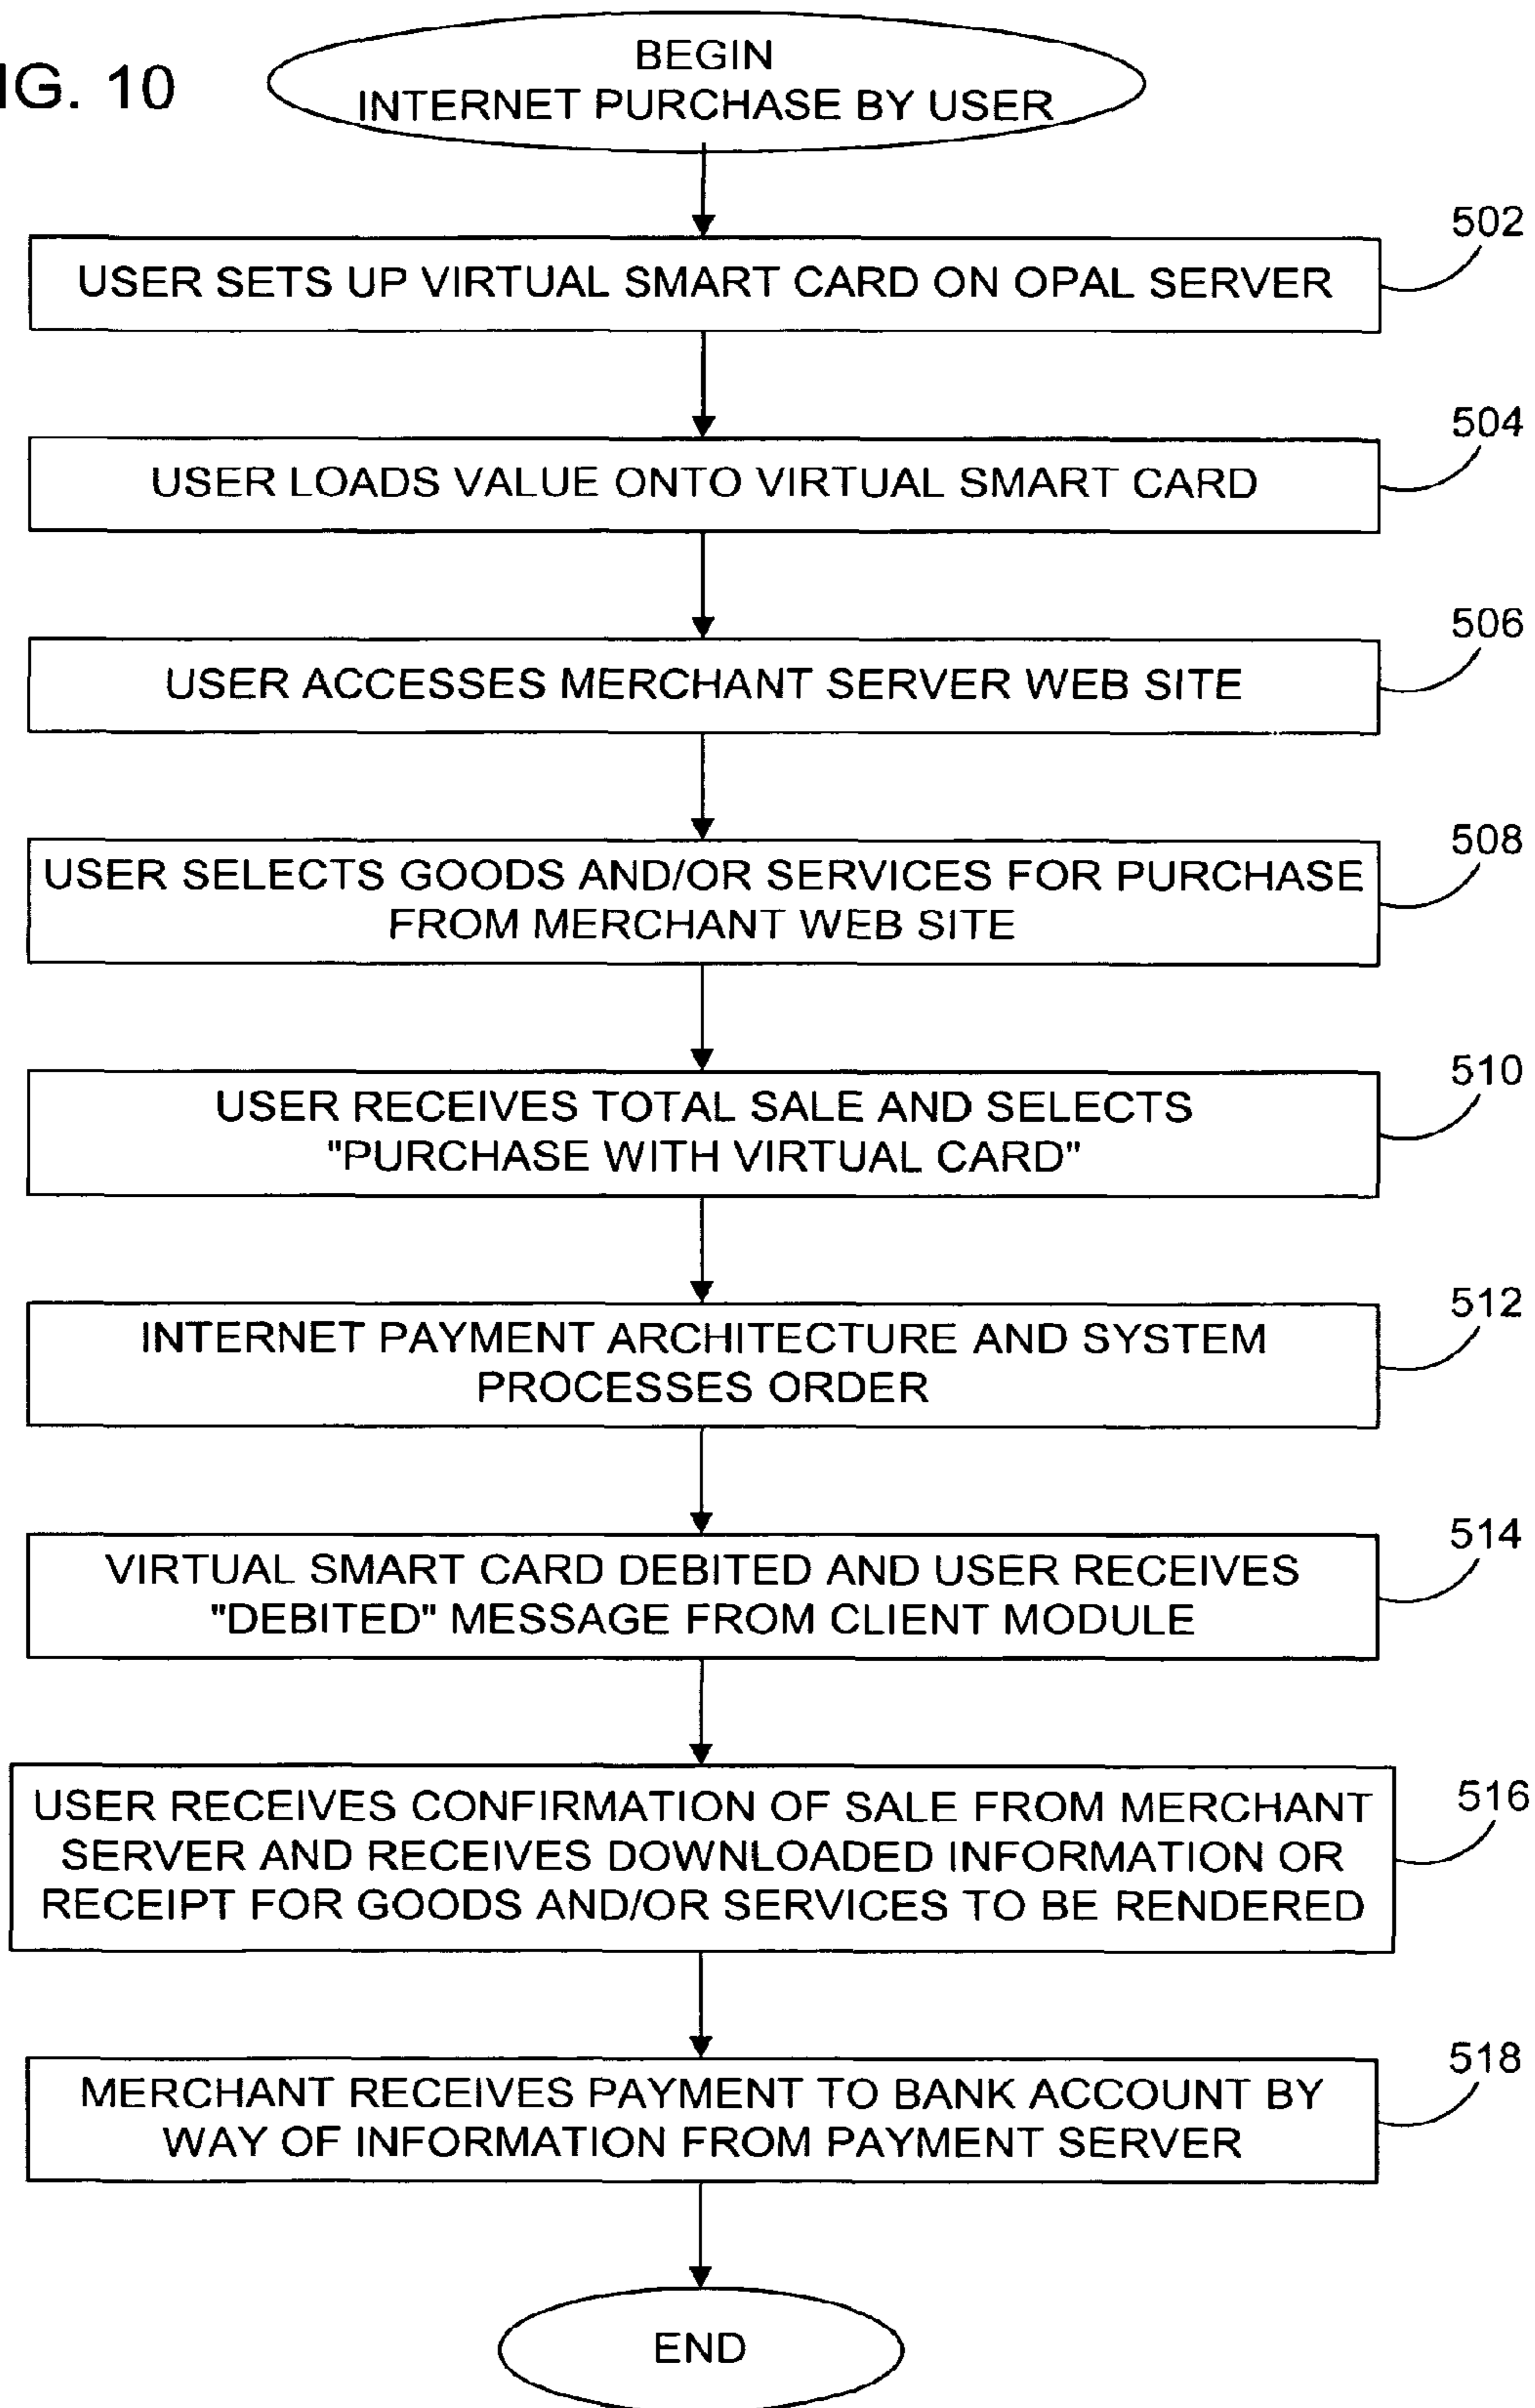 IG. 10
BEGIN
INTERNET PURCHASE BY USER
502
USER SETS UP VIRTUAL SMART CARD ON OPAL SERVER
504
USER LOADS VALUE ONTO VIRTUAL SMART CARD
506
USER ACCESSES MERCHANT SERVER WEB SITE
508
USER SELECTS GOODS AND/OR SERVICES FOR PURCHASE
FROM MERCHANT WEB SITE
510
USER RECEIVES TOTAL SALE AND SELECTS
"PURCHASE WITH VIRTUAL CARD"
512
INTERNET PAYMENT ARCHITECTURE AND SYSTEM
PROCESSES ORDER
514
VIRTUAL SMART CARD DEBITED AND USER RECEIVES
"DEBITED" MESSAGE FROM CLIENT MODULE
516
USER RECEIVES CONFIRMATION OF SALE FROM MERCHANT
SERVER AND RECEIVES DOWNLOADED INFORMATION OR
RECEIPT FOR GOODS AND/OR SERVICES TO BE RENDERED
518
MERCHANT RECEIVES PAYMENT TO BANK ACCOUNT BY
WAY OF INFORMATION FROM PAYMENT SERVER
END